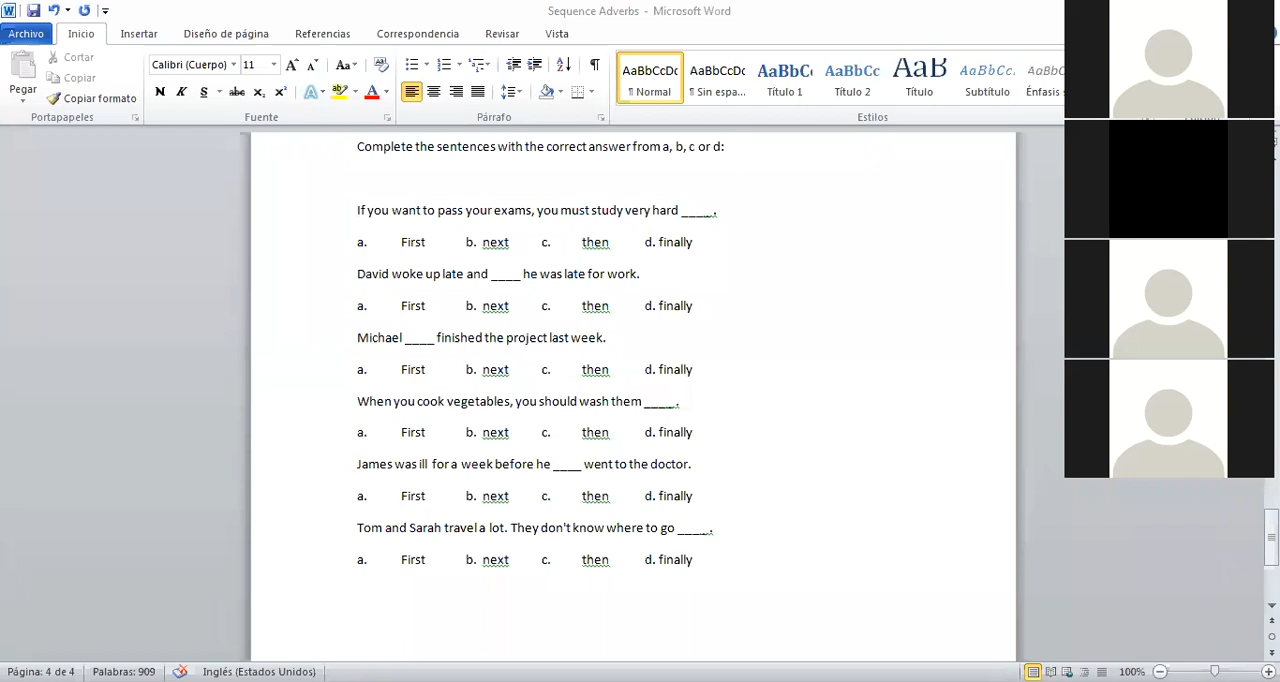 Sequence Adverbs - Microsoft Word
Archivo Inicio Insertar Diseño de página Referencias Correspondencia Revisar Vista
Pegar
Cortar
Copiar
Copiar formato
Portapapeles
Calibri (Cuerpo) 11
Fuente
Párrafo
AaBbCcDc AaBbCcDc AaBbC AaBbCc AaB AaBbCc. AaBbC
¶ Normal ¶ Sin espa... Título 1 Título 2 Título Subtítulo Énfasis
Estilos
Complete the sentences with the correct answer from a, b, c or d:
If you want to pass your exams, you must study very hard _____.
a. First b. next c. then d. finally
David woke up late and ____ he was late for work.
a. First b. next c. then d. finally
Michael ____ finished the project last week.
a. First b. next c. then d. finally
When you cook vegetables, you should wash them _____.
a. First b. next c. then d. finally
James was ill for a week before he ____ went to the doctor.
a. First b. next c. then d. finally
Tom and Sarah travel a lot. They don't know where to go _____.
a. First b. next c. then d. finally
Página: 4 de 4 Palabras: 909 Inglés (Estados Unidos) 100%